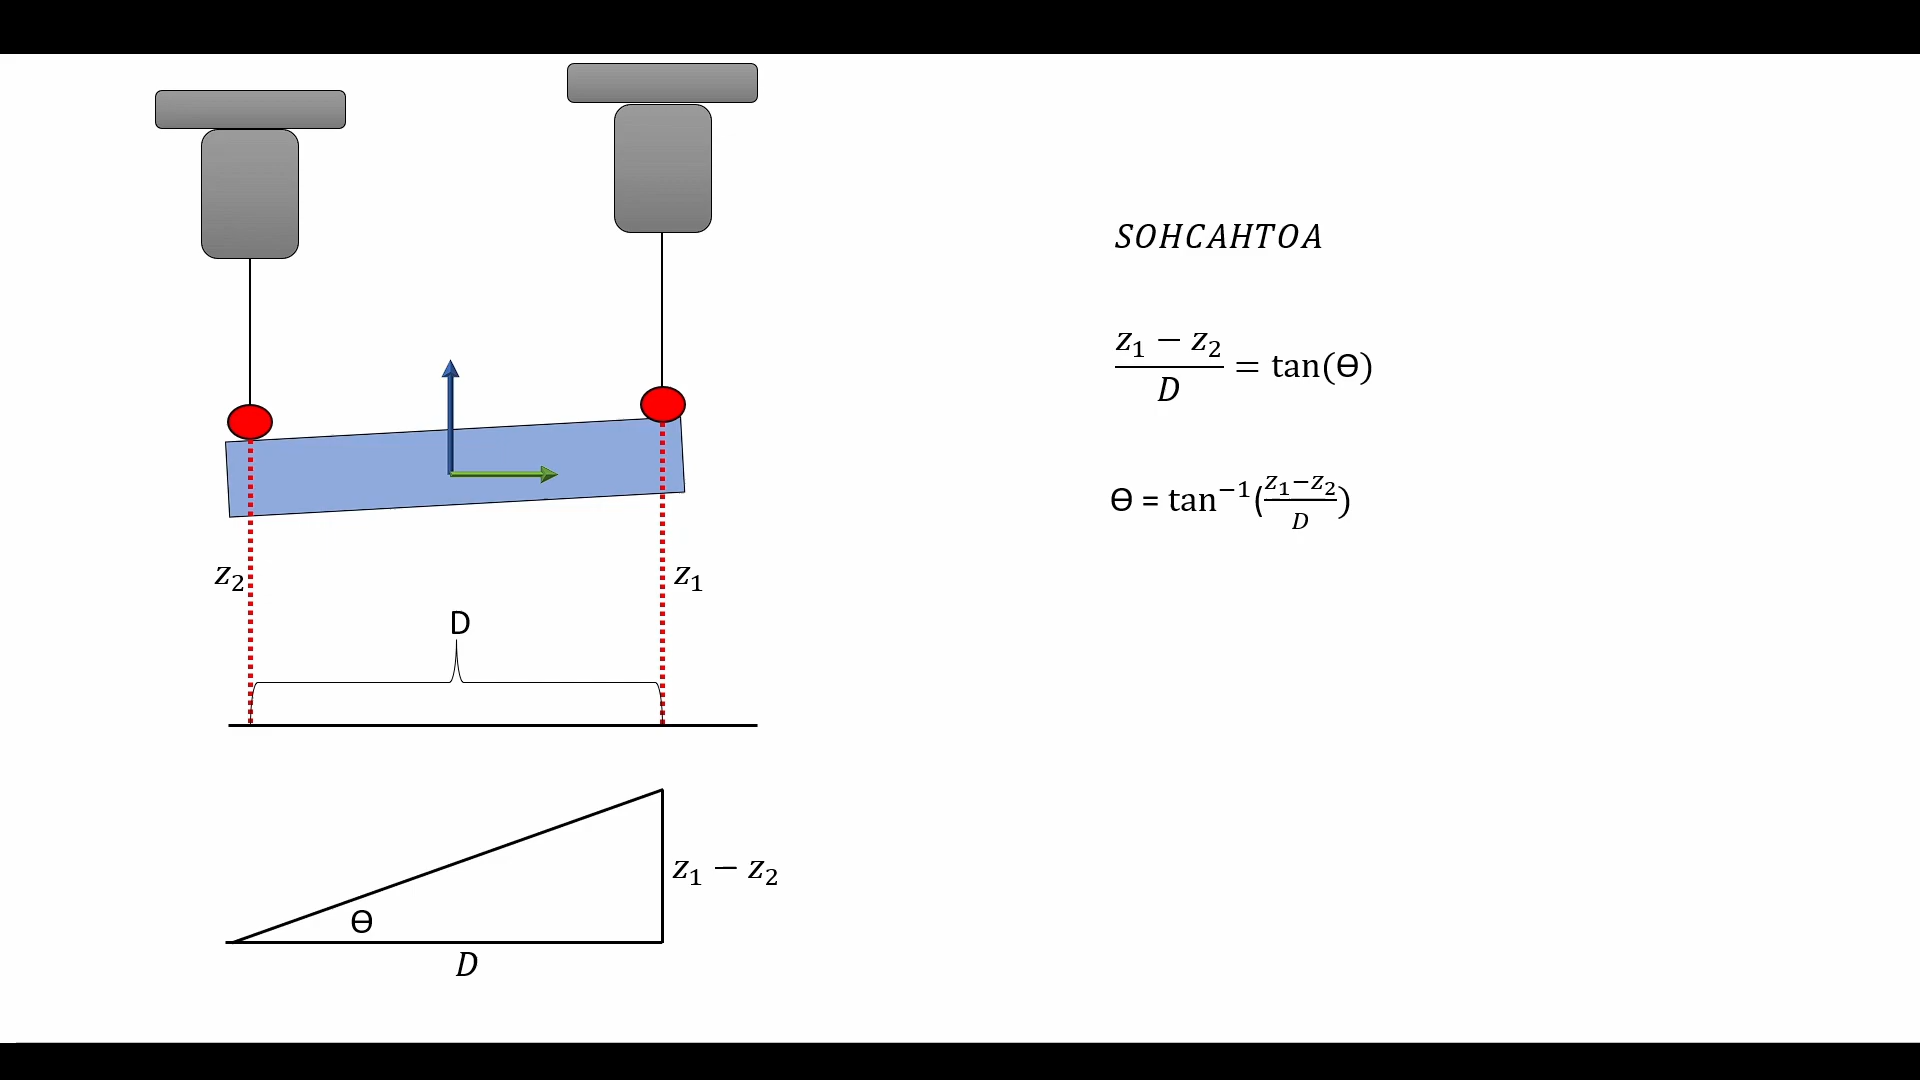 SOHCAHTOA
z₁ − z₂
D
= tan(ϴ)
ϴ = tan⁻¹(z₁−z₂/D)
z₂
z₁
D
z₁ − z₂
ϴ
D